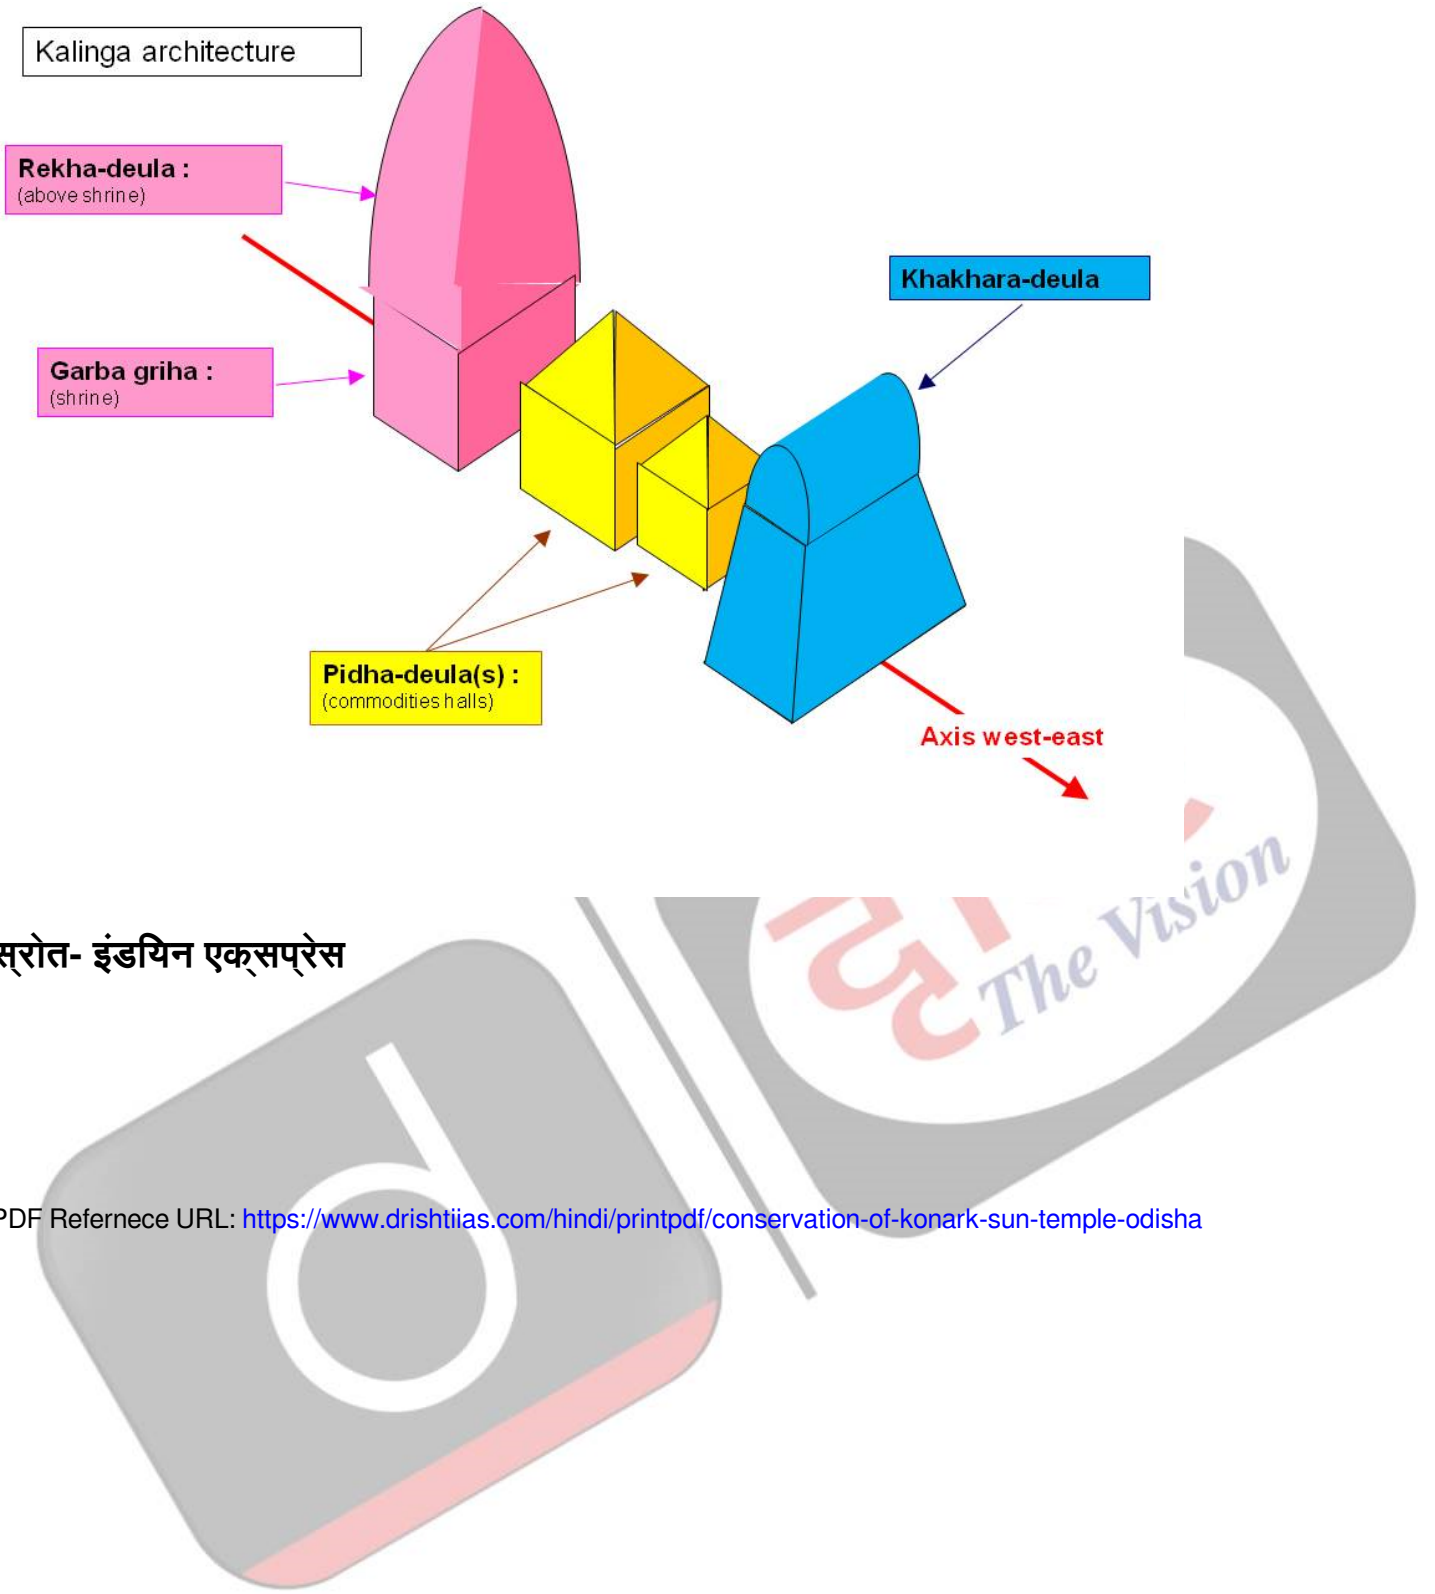 Kalinga architecture
Rekha-deula :
(above shrine)
Khakhara-deula
Garba griha :
(shrine)
Pidha-deula(s) :
(commodities halls)
Axis west-east
The Vision
स्रोत- इंडियन एक्सप्रेस
PDF Refernece URL: https://www.drishtiias.com/hindi/printpdf/conservation-of-konark-sun-temple-odisha
d